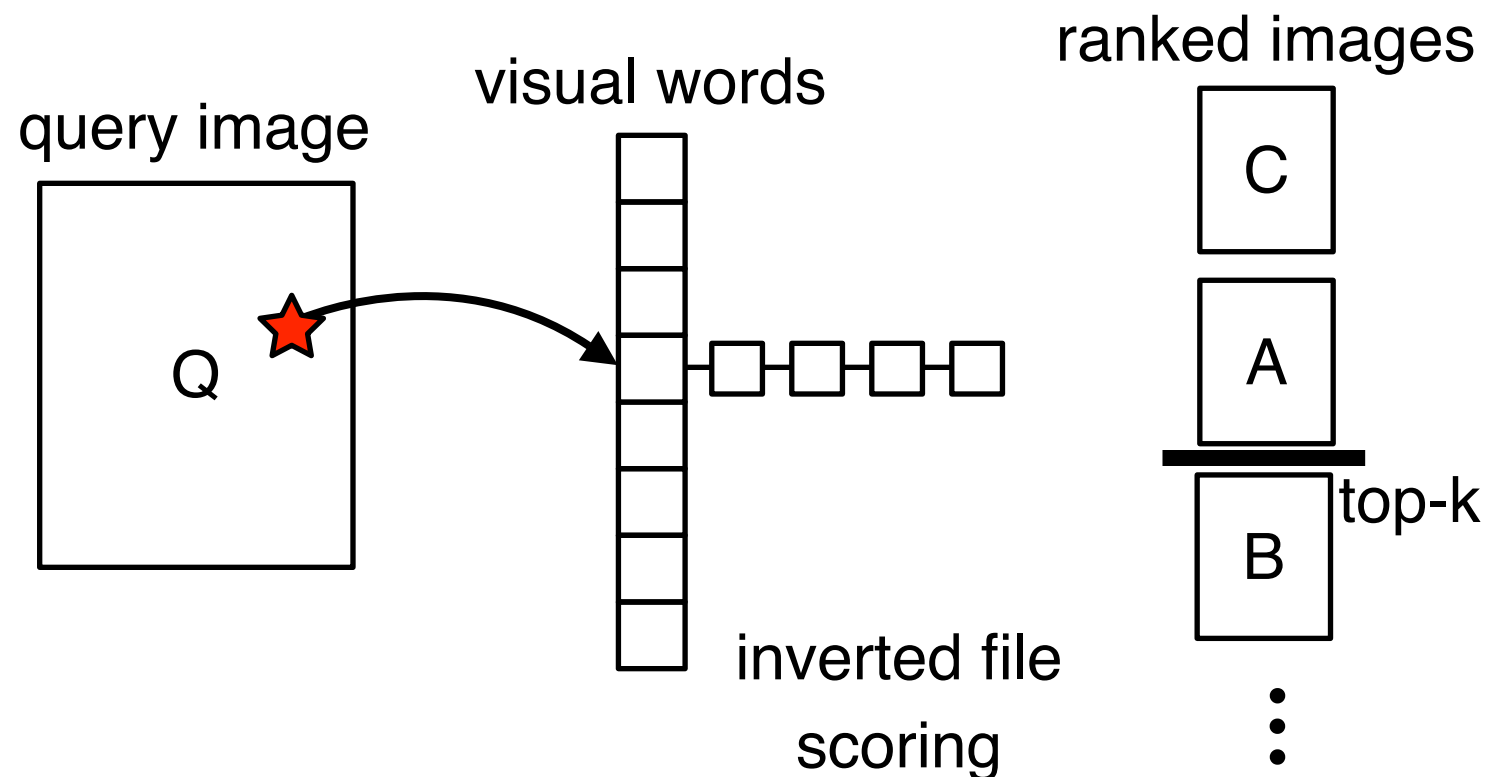 query image
Q
visual words
inverted file
scoring
ranked images
C
A
top-k
B